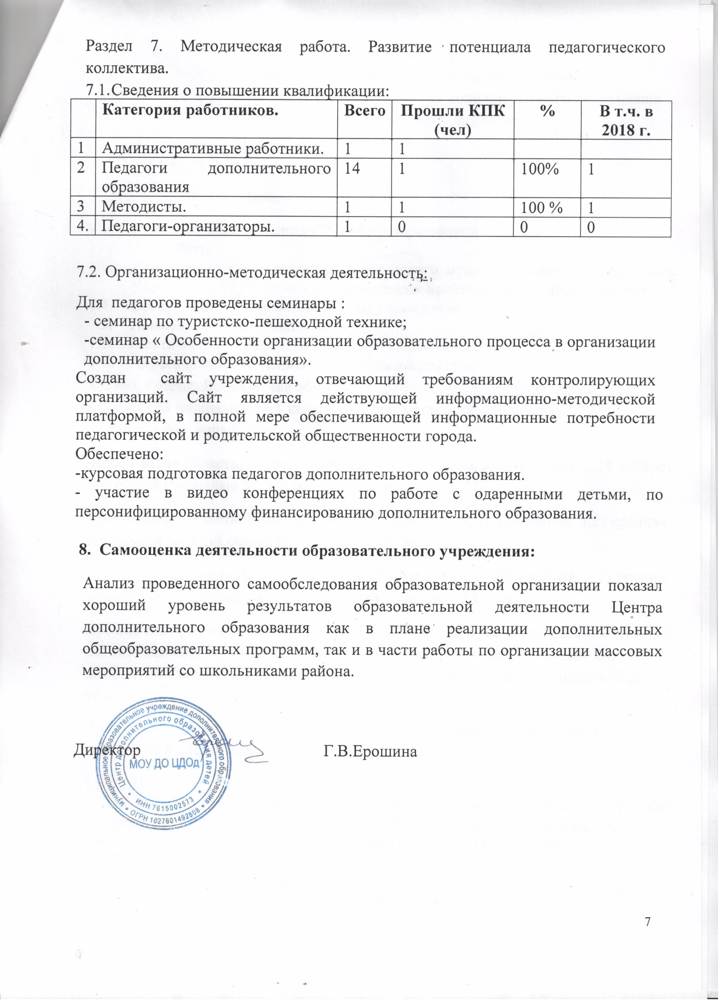 Раздел 7. Методическая работа. Развитие потенциала педагогического
коллектива.
7.1.Сведения о повышении квалификации:
Категория работников. Всего Прошли КПК (чел) % В т.ч. в 2018 г.
1 Административные работники. 1 1
2 Педагоги дополнительного образования 14 1 100% 1
3 Методисты. 1 1 100 % 1
4. Педагоги-организаторы. 1 0 0 0
7.2. Организационно-методическая деятельность:
Для педагогов проведены семинары :
- семинар по туристско-пешеходной технике;
-семинар « Особенности организации образовательного процесса в организации
дополнительного образования».
Создан сайт учреждения, отвечающий требованиям контролирующих
организаций. Сайт является действующей информационно-методической
платформой, в полной мере обеспечивающей информационные потребности
педагогической и родительской общественности города.
Обеспечено:
-курсовая подготовка педагогов дополнительного образования.
- участие в видео конференциях по работе с одаренными детьми, по
персонифицированному финансированию дополнительного образования.
8. Самооценка деятельности образовательного учреждения:
Анализ проведенного самообследования образовательной организации показал
хороший уровень результатов образовательной деятельности Центра
дополнительного образования как в плане реализации дополнительных
общеобразовательных программ, так и в части работы по организации массовых
мероприятий со школьниками района.
Директор Г.В.Ерошина
муниципальное образовательное учреждение дополнительного образования * ОГРН 1027601492808 *
Центр дополнительного образования детей * ИНН 7615002573 *
МОУ ДО ЦДОд
7